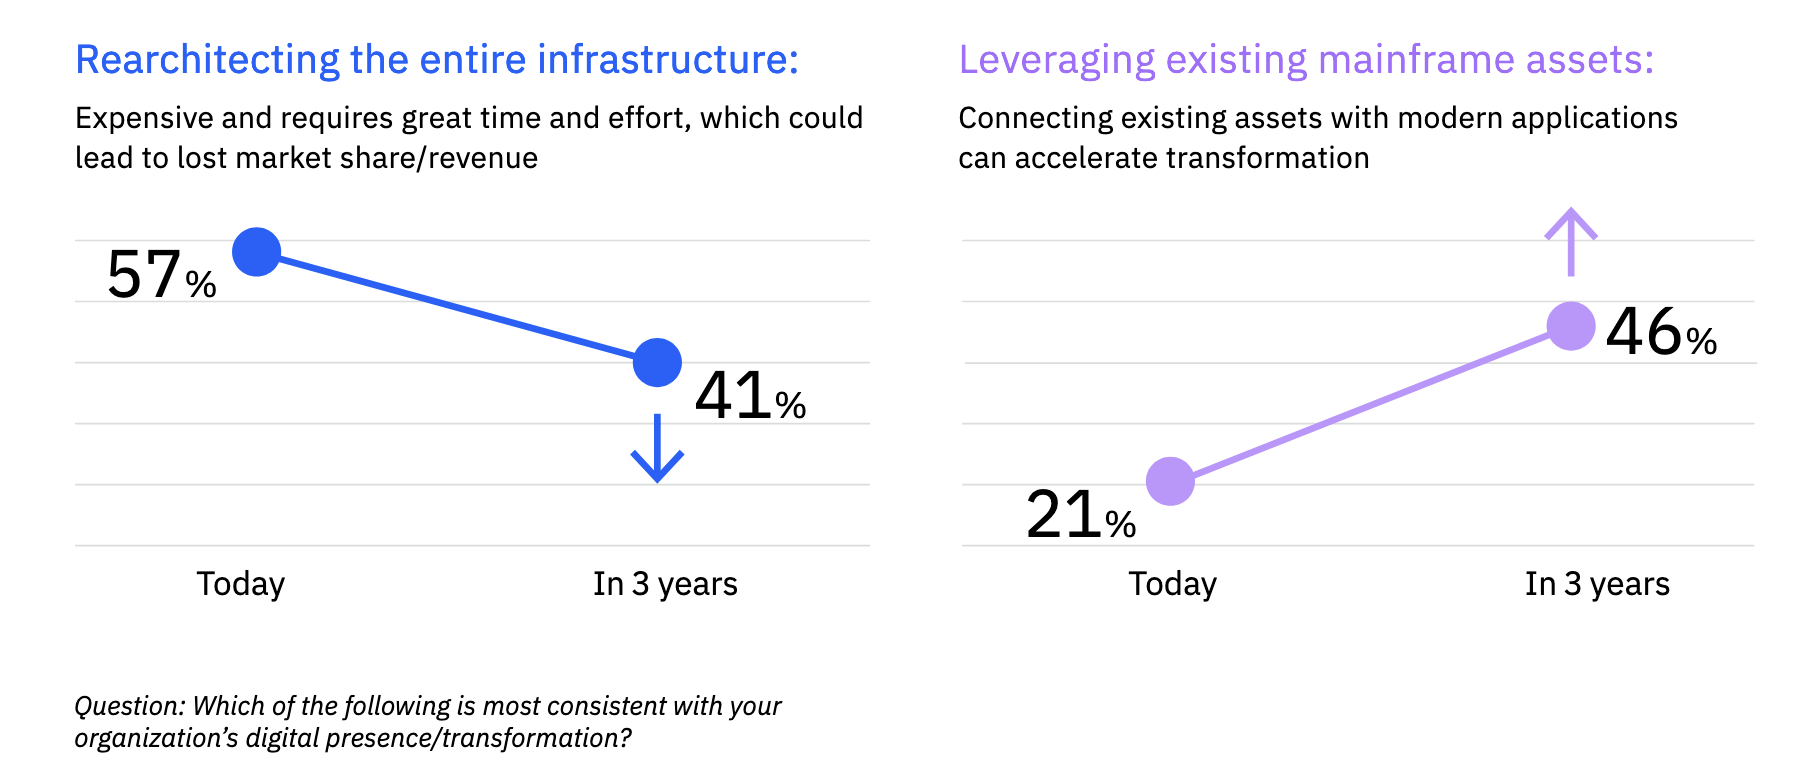 Rearchitecting the entire infrastructure:
Expensive and requires great time and effort, which could
lead to lost market share/revenue
57%
41%
Today
In 3 years
Leveraging existing mainframe assets:
Connecting existing assets with modern applications
can accelerate transformation
46%
21%
Today
In 3 years
Question: Which of the following is most consistent with your
organization’s digital presence/transformation?